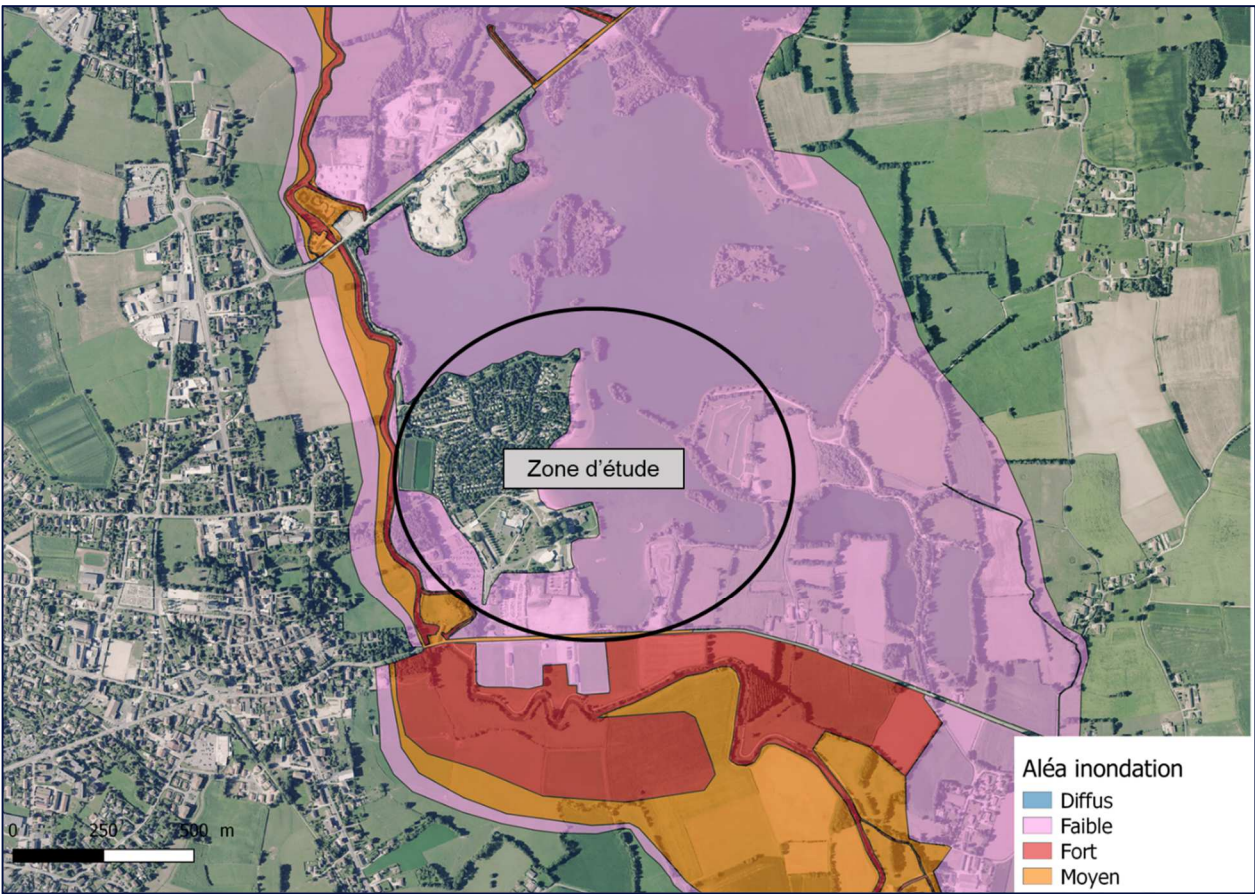 Zone d'étude
Aléa inondation
Diffus
Faible
Fort
Moyen
0 250 500 m